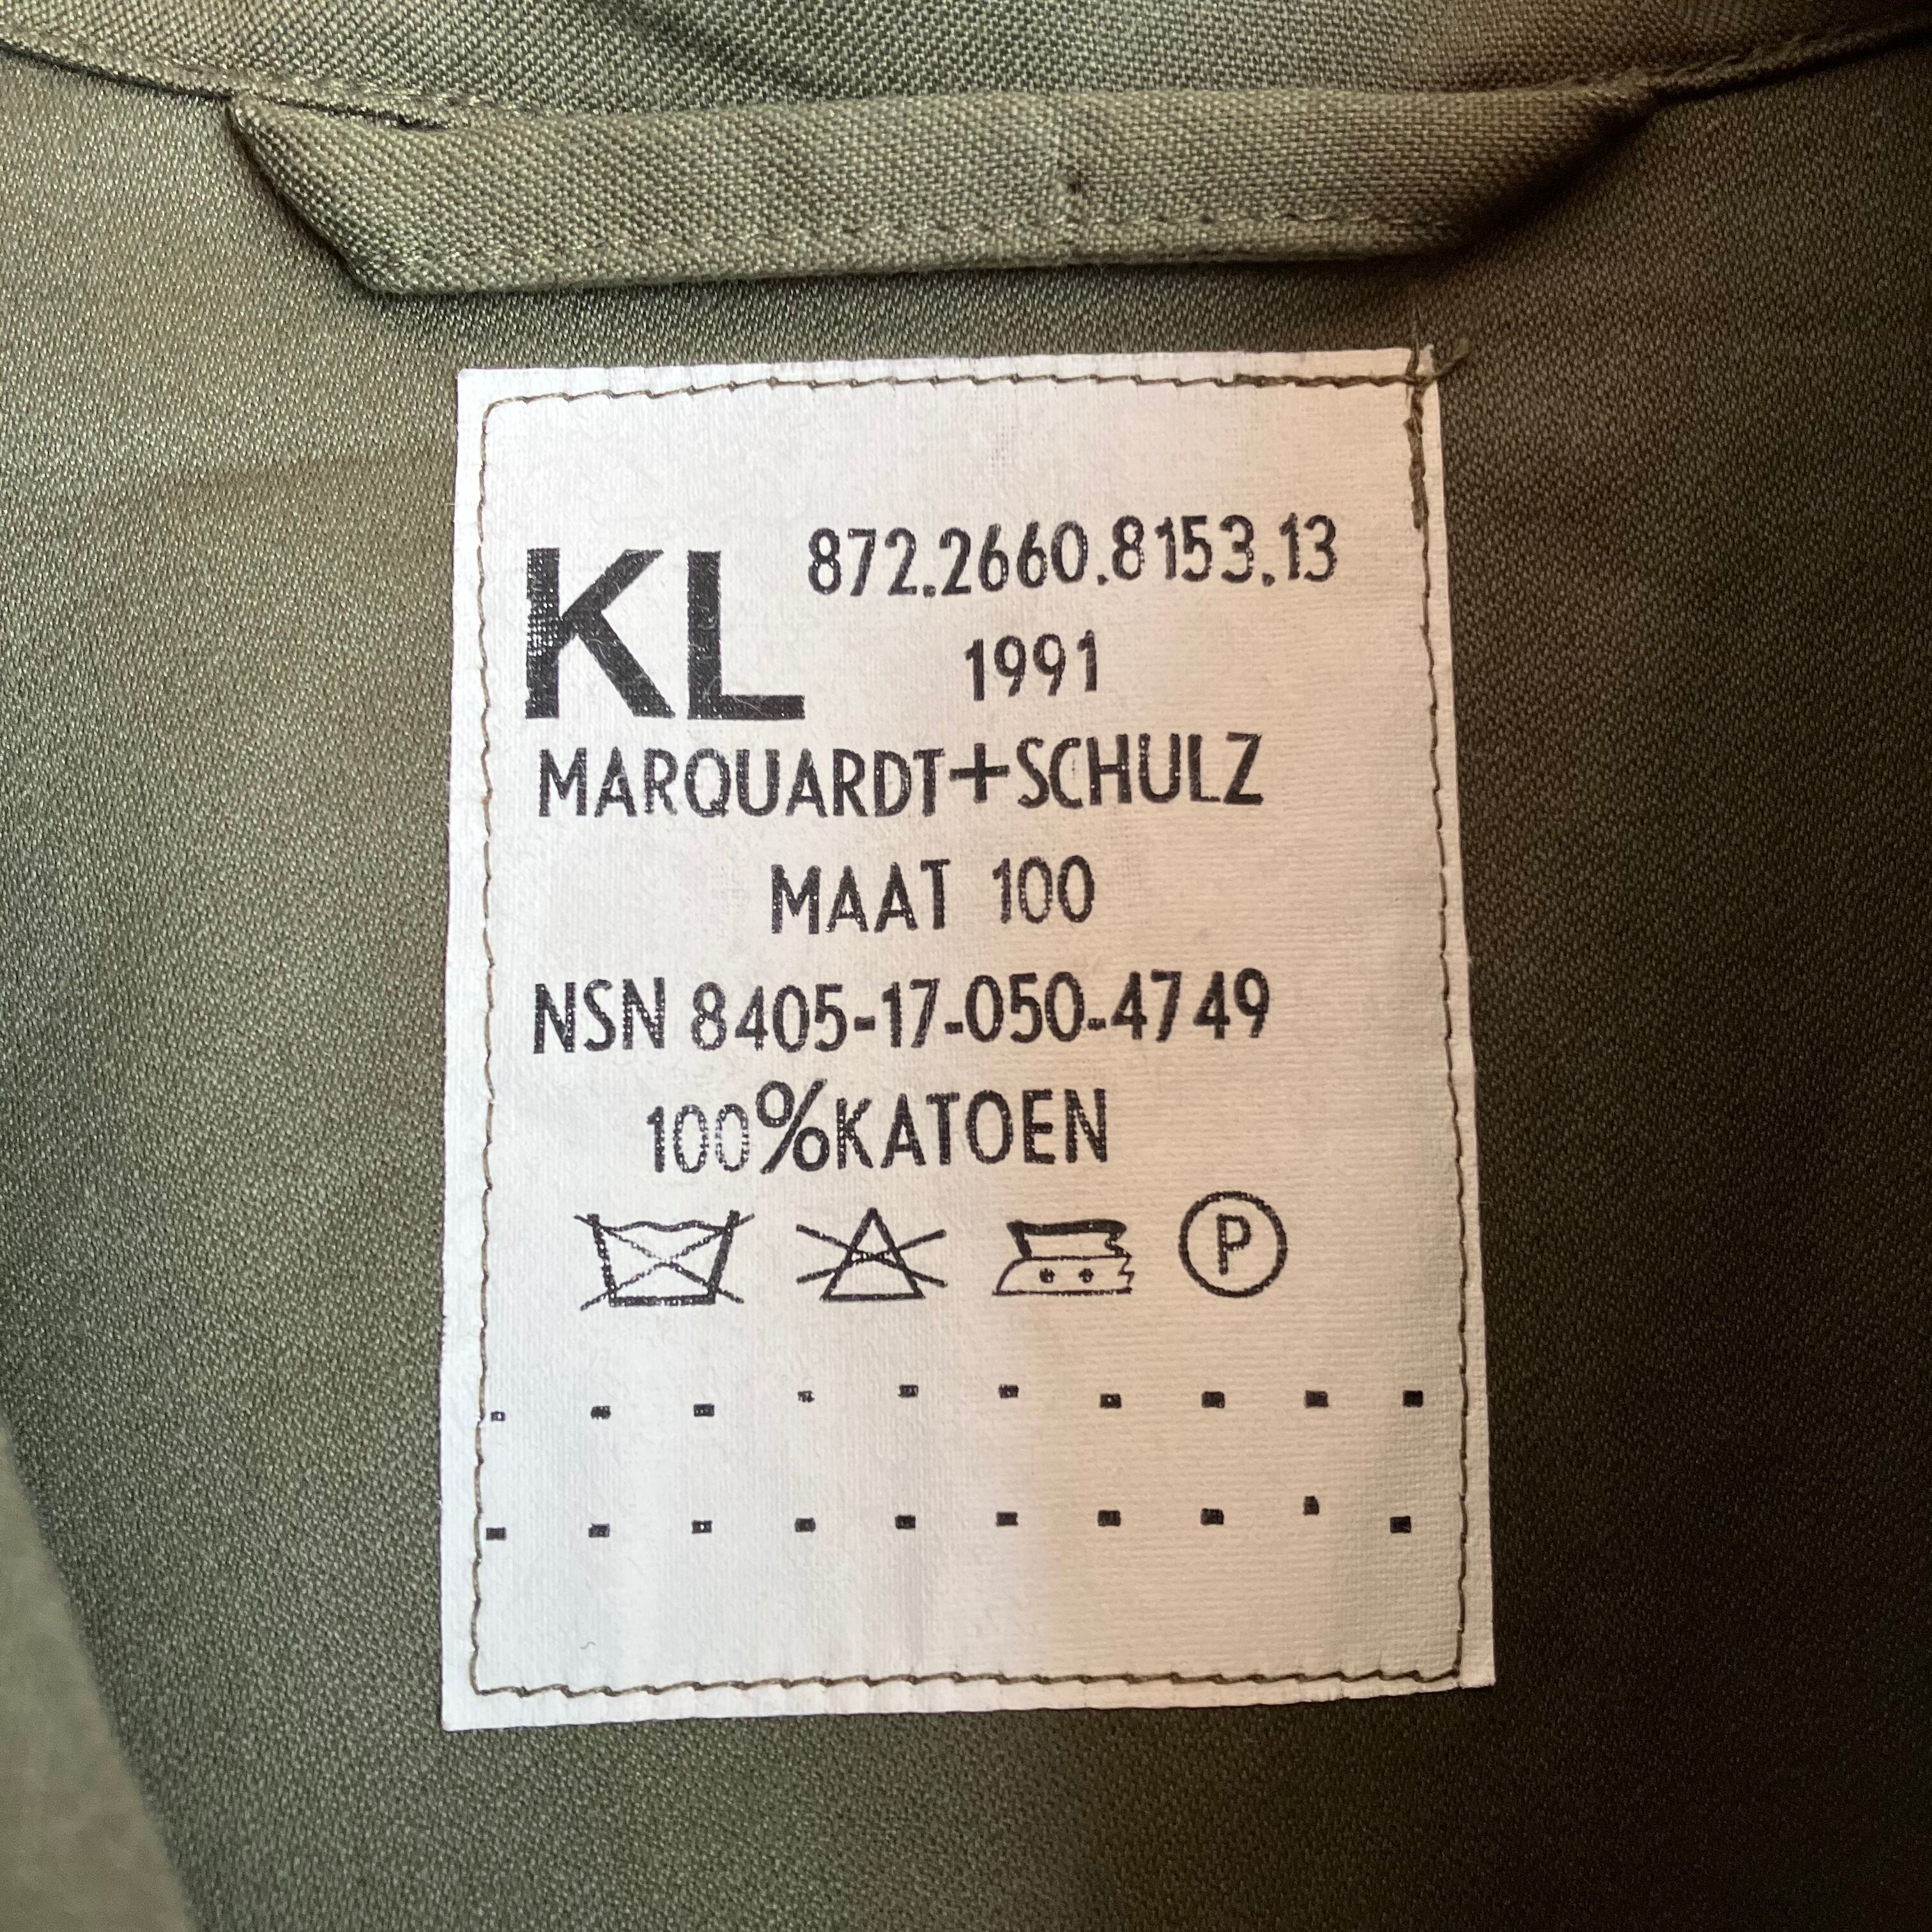 KL 872.2660.8153.13
1991
MARQUARDT+SCHULZ
MAAT 100
NSN 8405-17-050-4749
100%KATOEN
P